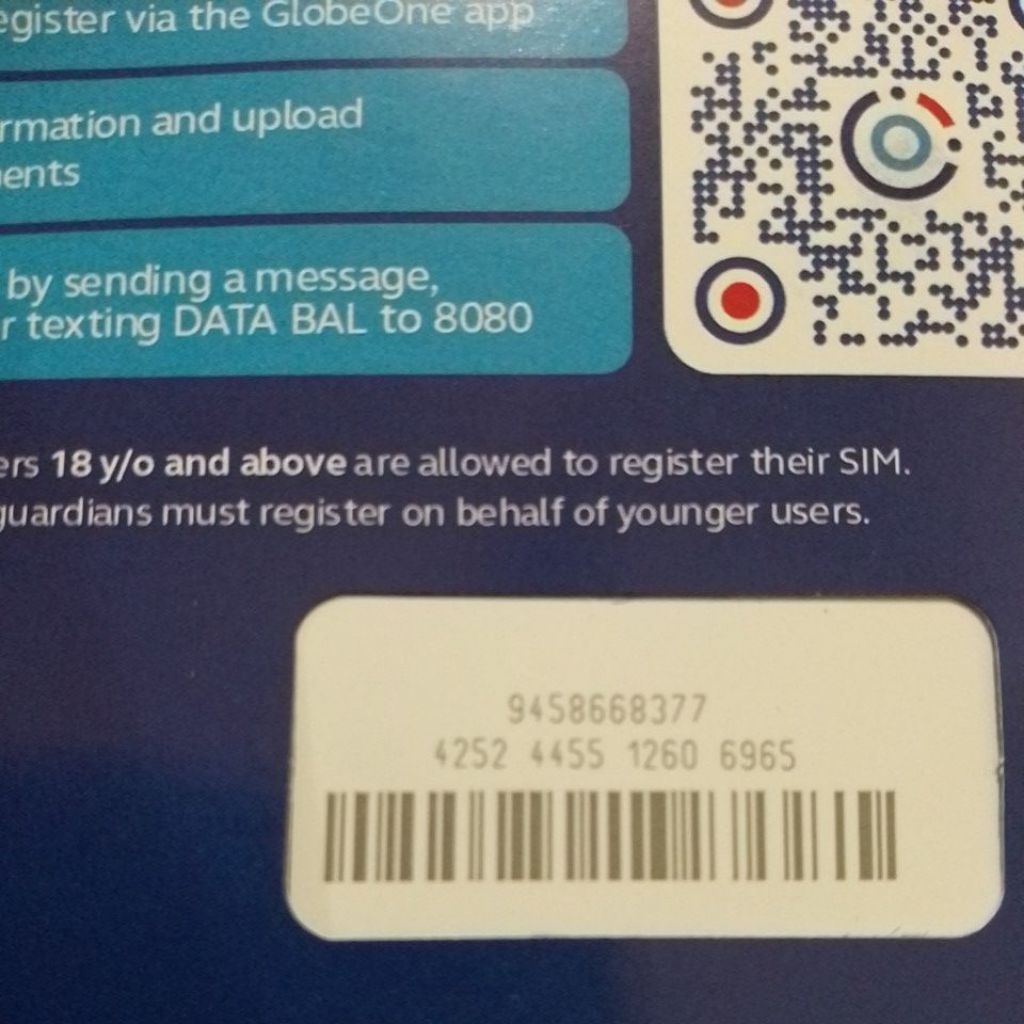 egister via the GlobeOne app
rmation and upload
ents
by sending a message,
r texting DATA BAL to 8080
ers 18 y/o and above are allowed to register their SIM.
guardians must register on behalf of younger users.
9458668377
4252 4455 1260 6965